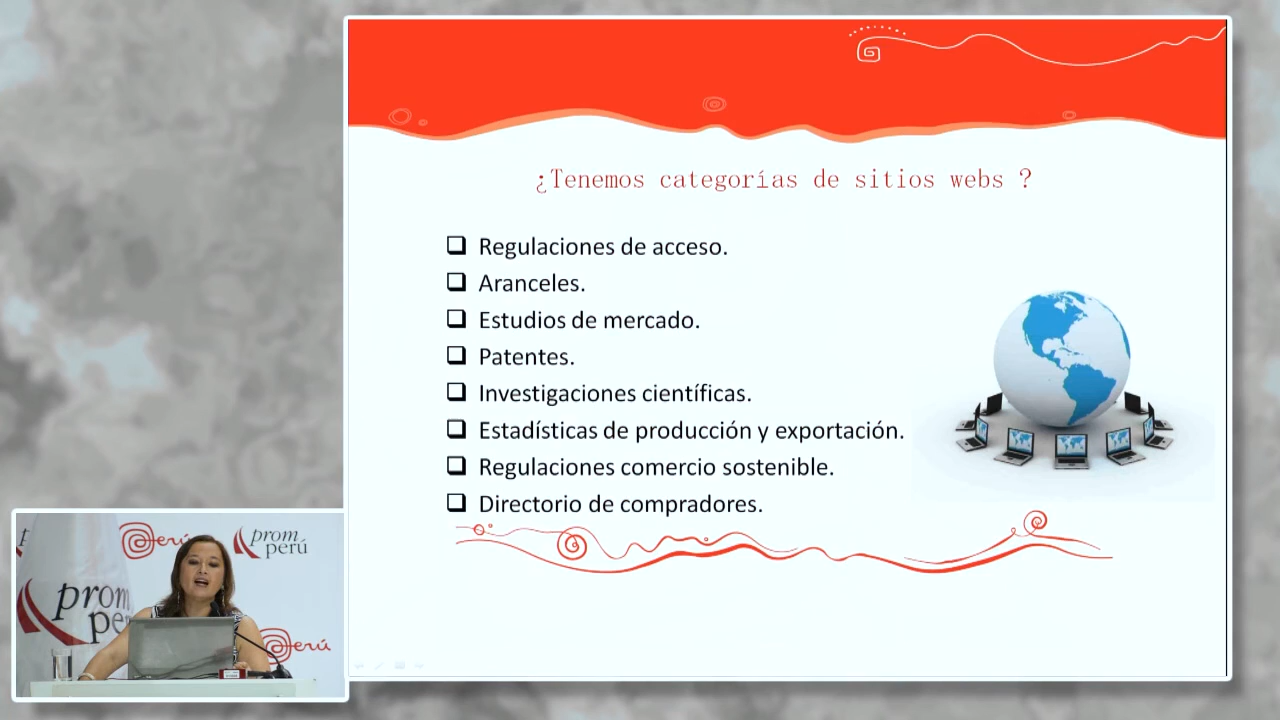 ¿Tenemos categorías de sitios webs ?
Regulaciones de acceso.
Aranceles.
Estudios de mercado.
Patentes.
Investigaciones científicas.
Estadísticas de producción y exportación.
Regulaciones comercio sostenible.
Directorio de compradores.
Perú
prom
perú
prom
pe
Perú